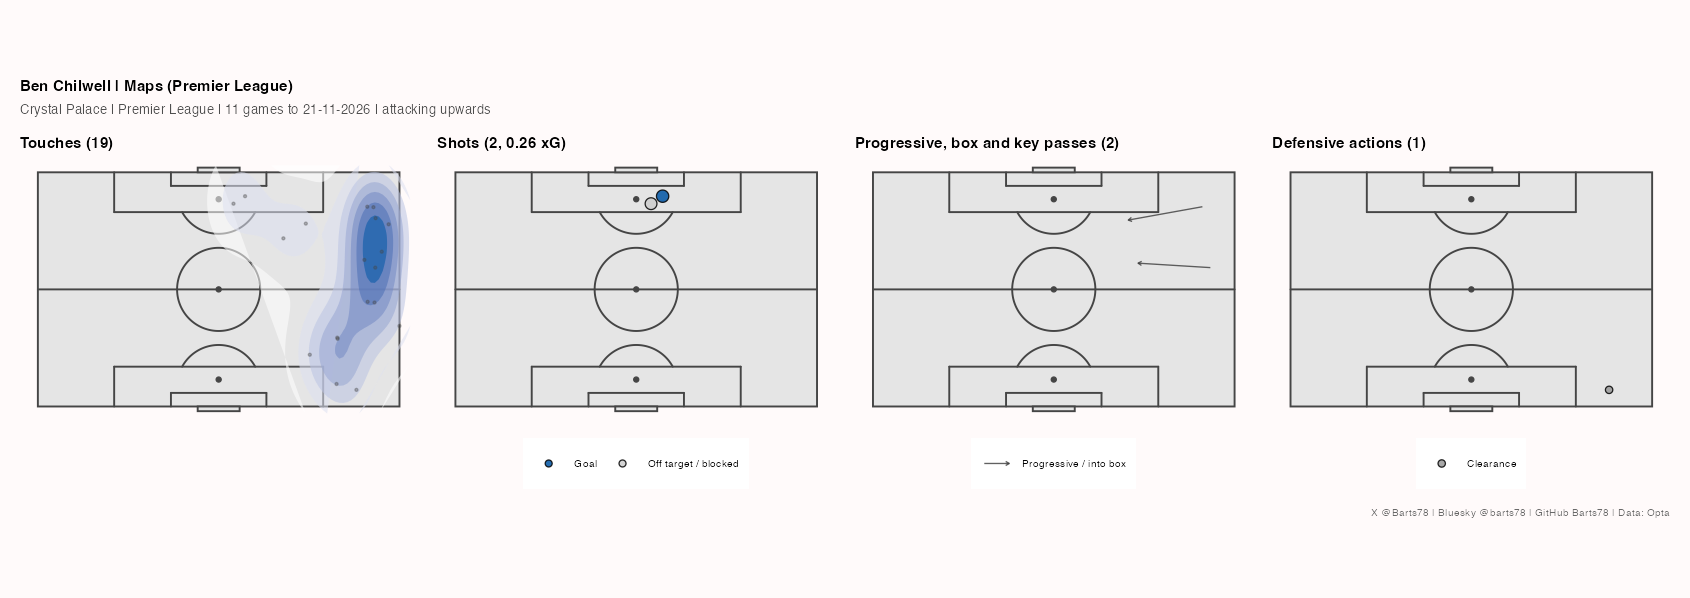 Ben Chilwell | Maps (Premier League)
Crystal Palace | Premier League | 11 games to 21-11-2026 | attacking upwards
Touches (19)
Shots (2, 0.26 xG)
Progressive, box and key passes (2)
Defensive actions (1)
Goal
Off target / blocked
Progressive / into box
Clearance
X @Barts78 | Bluesky @barts78 | GitHub Barts78 | Data: Opta